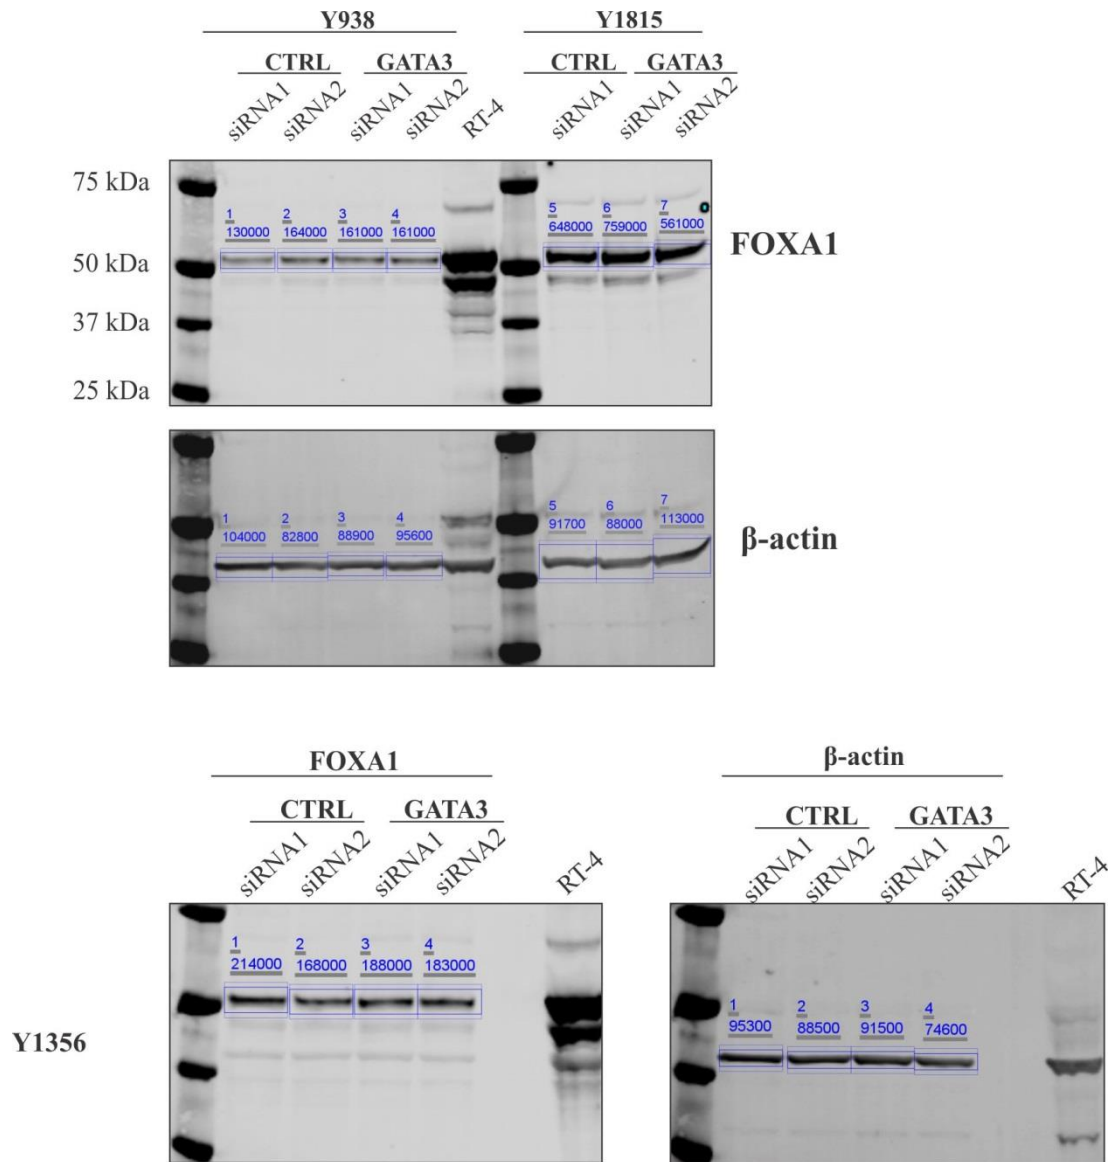 Y938 Y1815
CTRL GATA3 CTRL GATA3
siRNA1 siRNA2 siRNA1 siRNA2 RT-4 siRNA1 siRNA1 siRNA2
75 kDa
1 2 3 4 5 6 7
130000 164000 161000 161000 648000 759000 561000
FOXA1
50 kDa
37 kDa
25 kDa
1 2 3 4 5 6 7
104000 82800 88900 95600 91700 88000 113000
β-actin
FOXA1
CTRL GATA3
siRNA1 siRNA2 siRNA1 siRNA2 RT-4
1 2 3 4
214000 168000 188000 183000
Y1356
β-actin
CTRL GATA3
siRNA1 siRNA2 siRNA1 siRNA2 RT-4
1 2 3 4
95300 88500 91500 74600